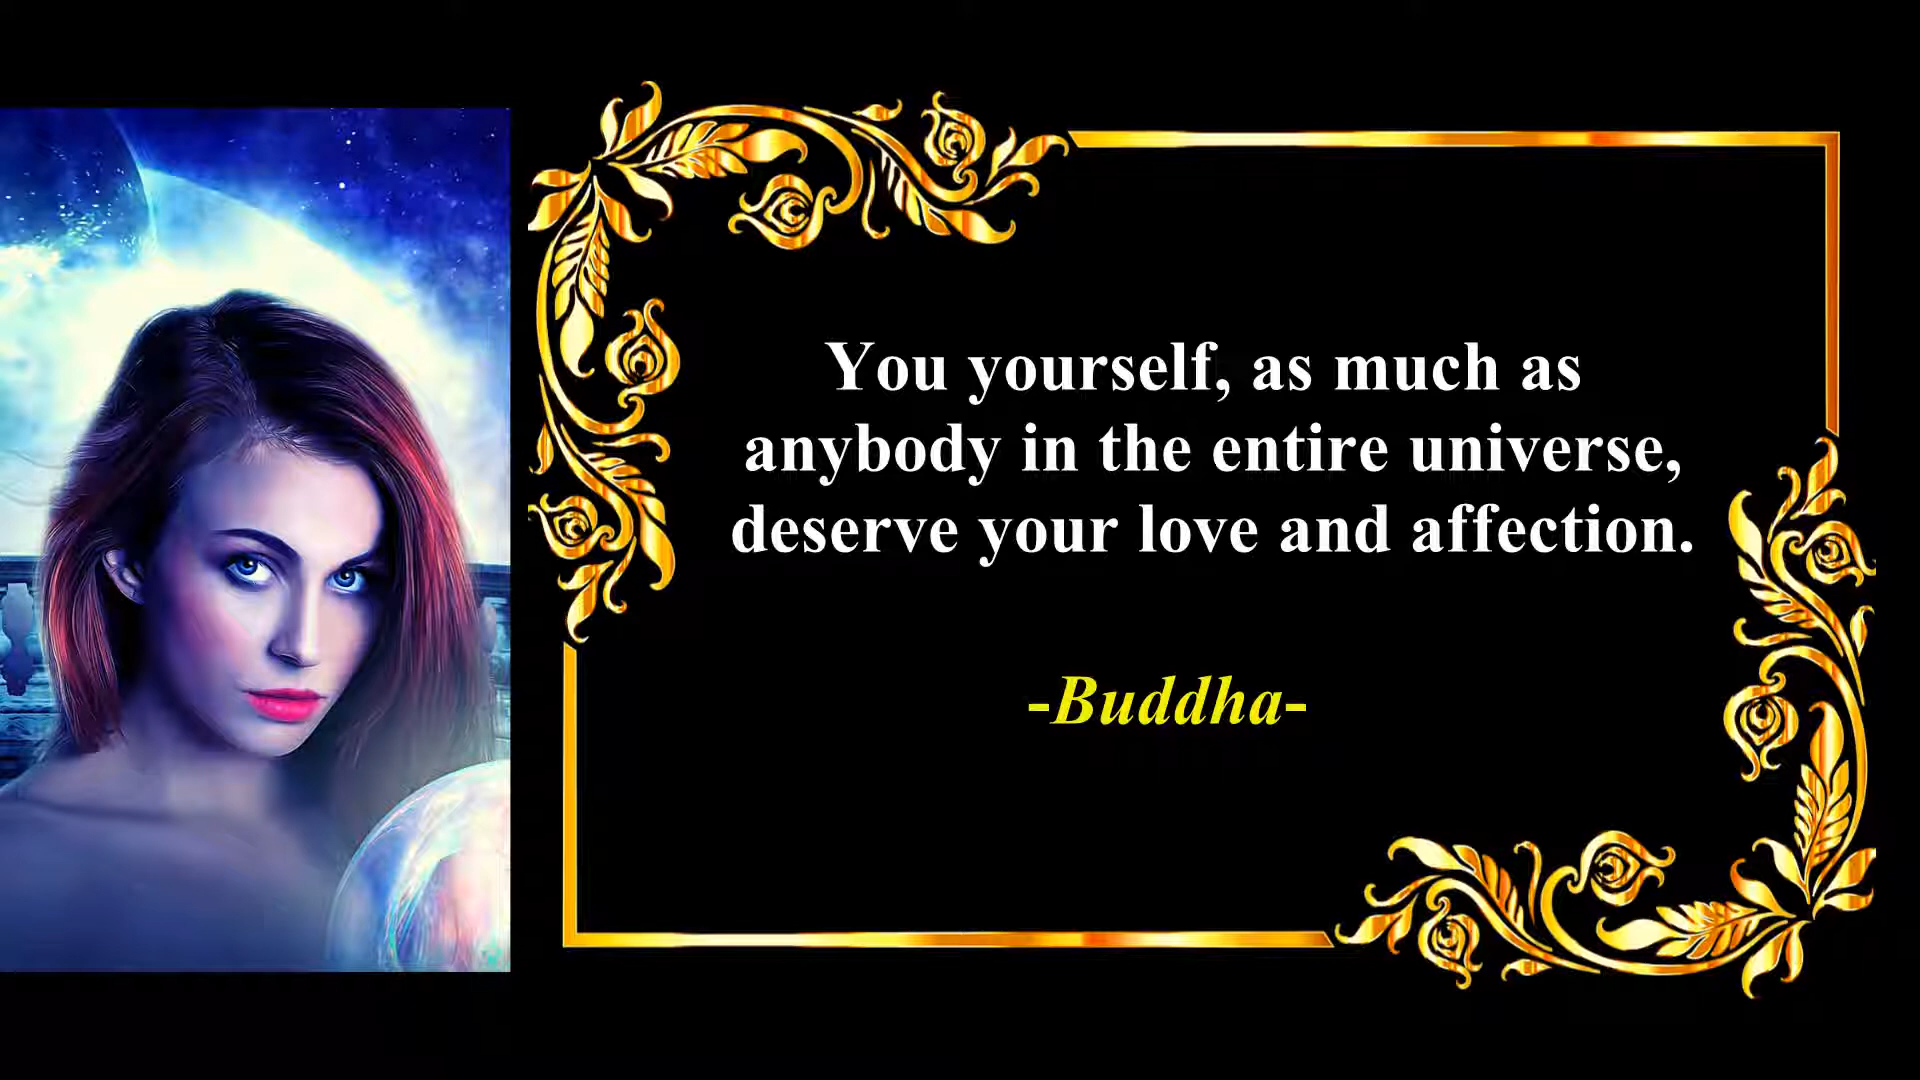 You yourself, as much as
anybody in the entire universe,
deserve your love and affection.
-Buddha-